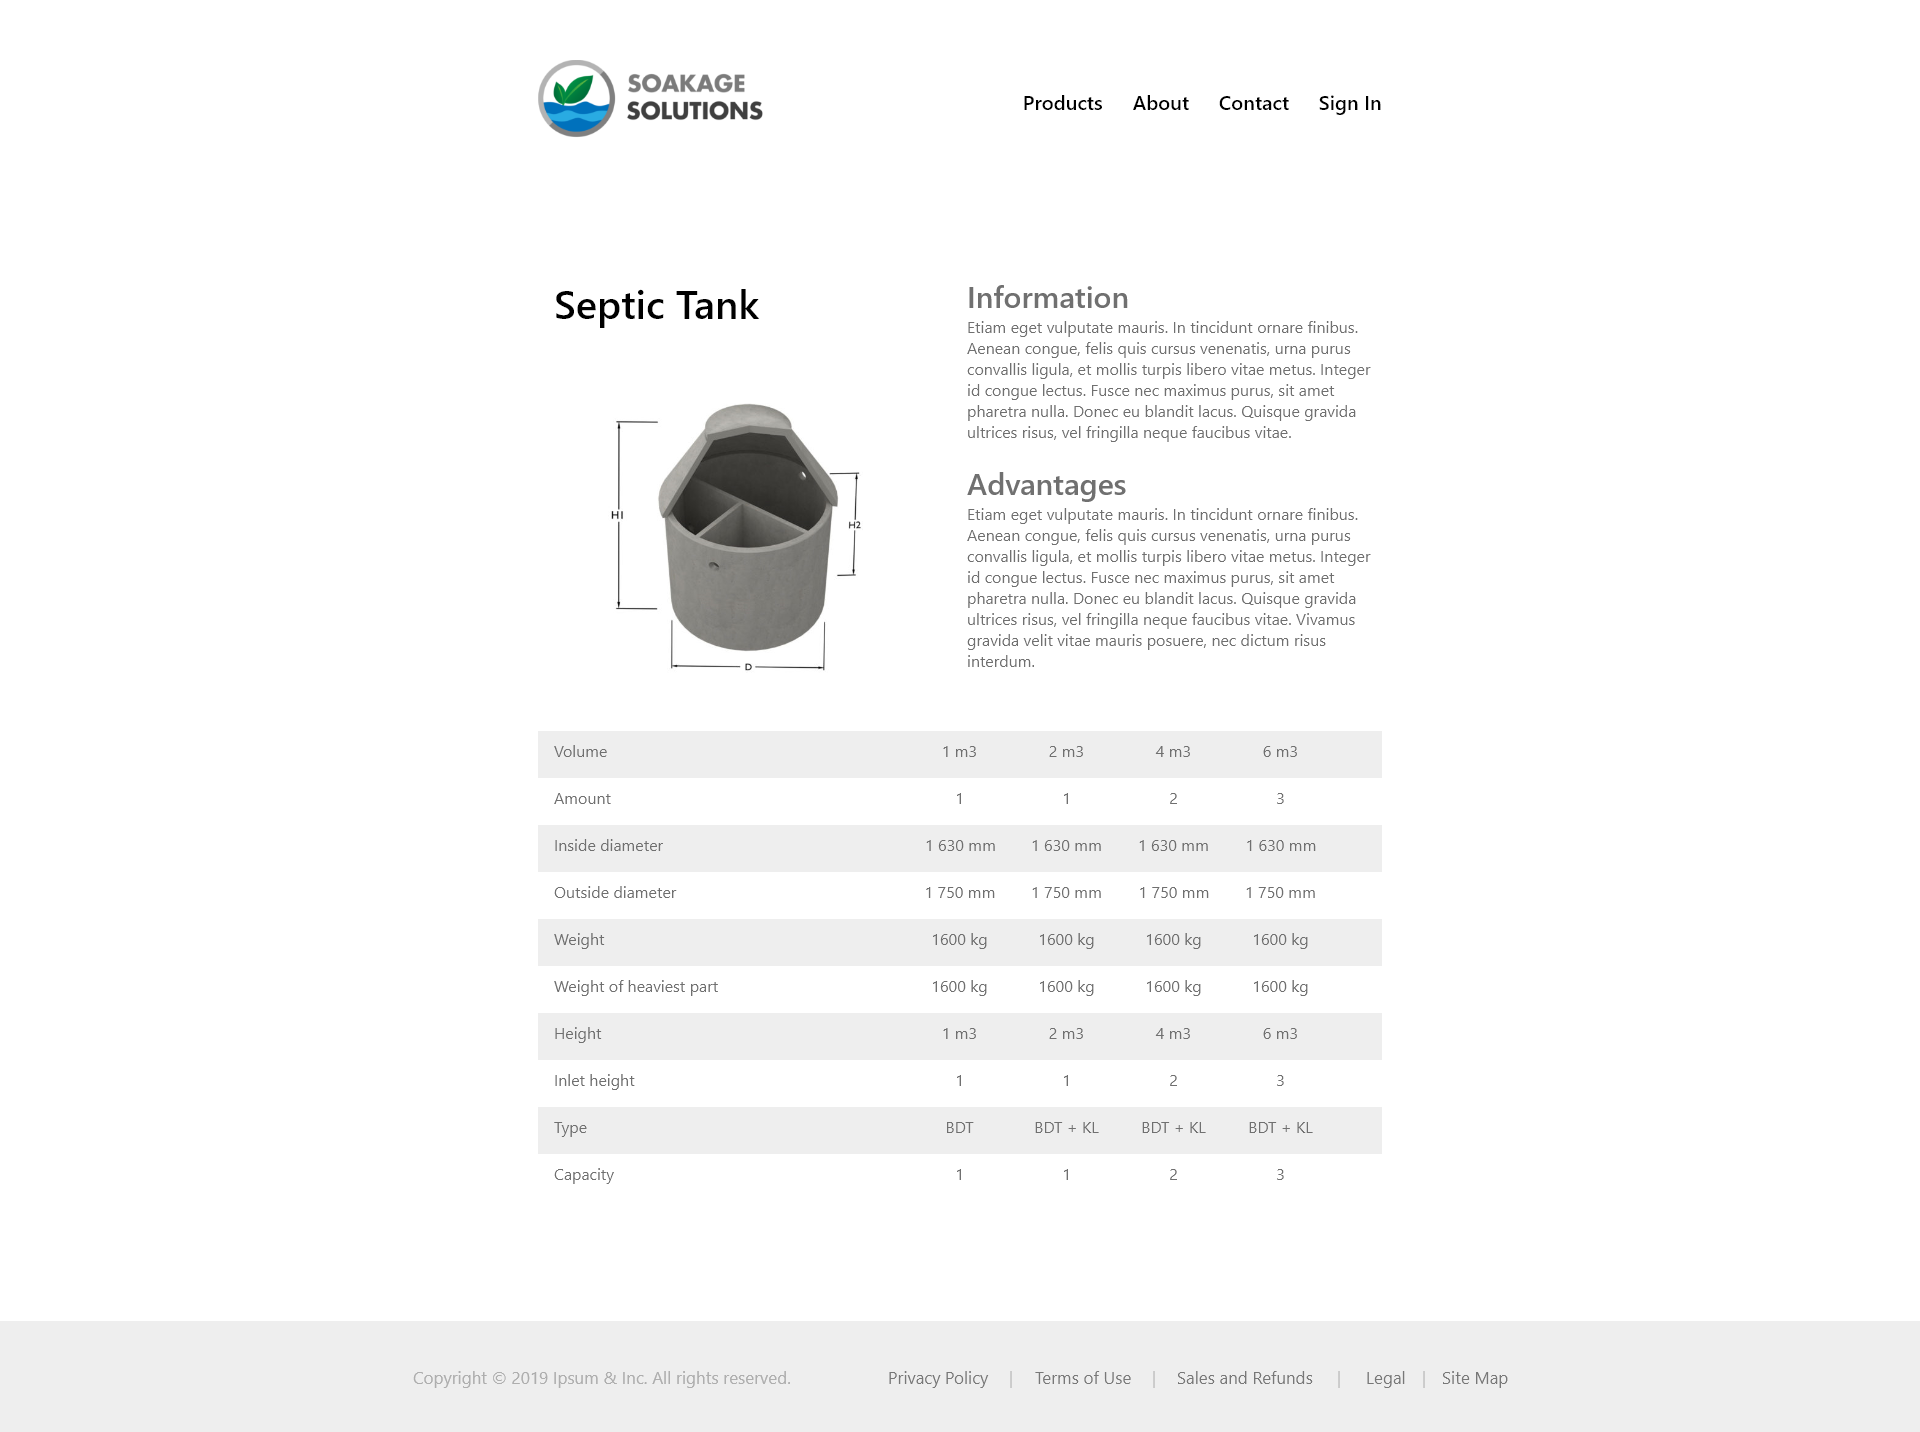 SOAKAGE
SOLUTIONS
Products About Contact Sign In
Septic Tank
H1
H2
D
Information
Etiam eget vulputate mauris. In tincidunt ornare finibus.
Aenean congue, felis quis cursus venenatis, urna purus
convallis ligula, et mollis turpis libero vitae metus. Integer
id congue lectus. Fusce nec maximus purus, sit amet
pharetra nulla. Donec eu blandit lacus. Quisque gravida
ultrices risus, vel fringilla neque faucibus vitae.
Advantages
Etiam eget vulputate mauris. In tincidunt ornare finibus.
Aenean congue, felis quis cursus venenatis, urna purus
convallis ligula, et mollis turpis libero vitae metus. Integer
id congue lectus. Fusce nec maximus purus, sit amet
pharetra nulla. Donec eu blandit lacus. Quisque gravida
ultrices risus, vel fringilla neque faucibus vitae. Vivamus
gravida velit vitae mauris posuere, nec dictum risus
interdum.
Volume 1 m3 2 m3 4 m3 6 m3
Amount 1 1 2 3
Inside diameter 1 630 mm 1 630 mm 1 630 mm 1 630 mm
Outside diameter 1 750 mm 1 750 mm 1 750 mm 1 750 mm
Weight 1600 kg 1600 kg 1600 kg 1600 kg
Weight of heaviest part 1600 kg 1600 kg 1600 kg 1600 kg
Height 1 m3 2 m3 4 m3 6 m3
Inlet height 1 1 2 3
Type BDT BDT + KL BDT + KL BDT + KL
Capacity 1 1 2 3
Copyright © 2019 Ipsum & Inc. All rights reserved. Privacy Policy | Terms of Use | Sales and Refunds | Legal | Site Map